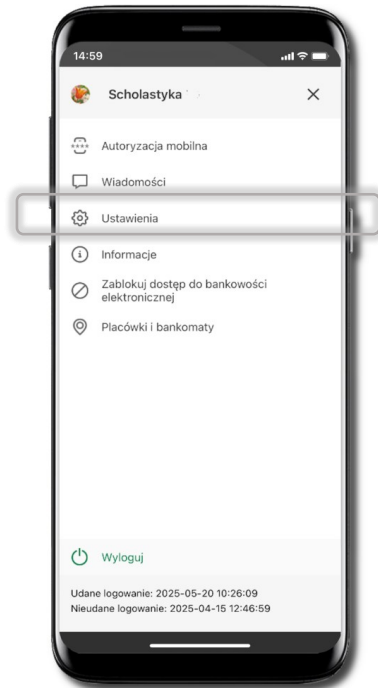 14:59
Scholastyka
Autoryzacja mobilna
Wiadomości
Ustawienia
Informacje
Zablokuj dostęp do bankowości
elektronicznej
Placówki i bankomaty
Wyloguj
Udane logowanie: 2025-05-20 10:26:09
Nieudane logowanie: 2025-04-15 12:46:59